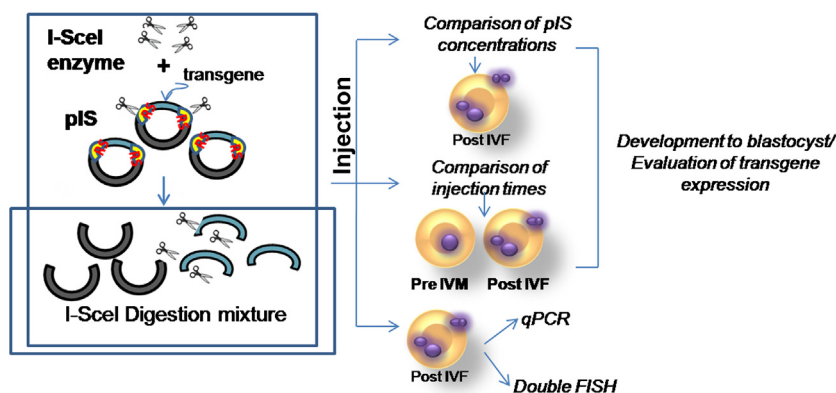 I-SceI
enzyme
+
transgene
pIS
I-SceI Digestion mixture
Injection
Comparison of pIS
concentrations
Post IVF
Comparison of
injection times
Pre IVM
Post IVF
Post IVF
qPCR
Double FISH
Development to blastocyst/
Evaluation of transgene
expression